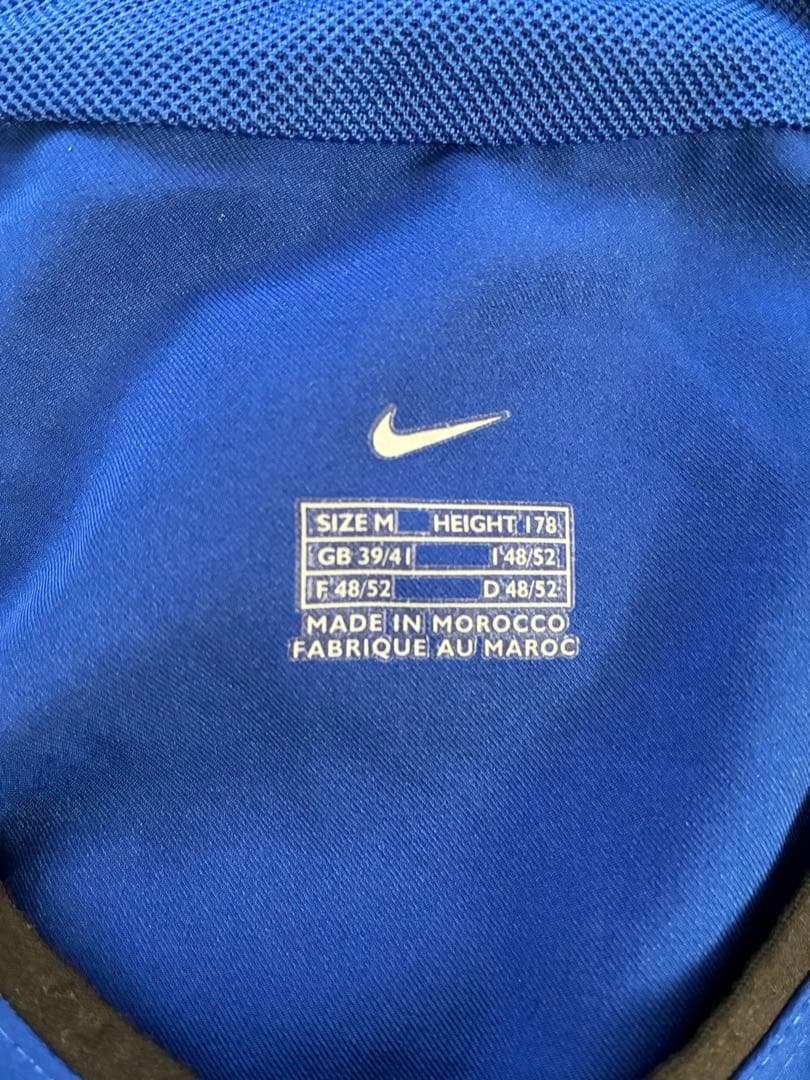 SIZE M HEIGHT 178
GB 39/41 I 48/52
F 48/52 D 48/52
MADE IN MOROCCO
FABRIQUE AU MAROC